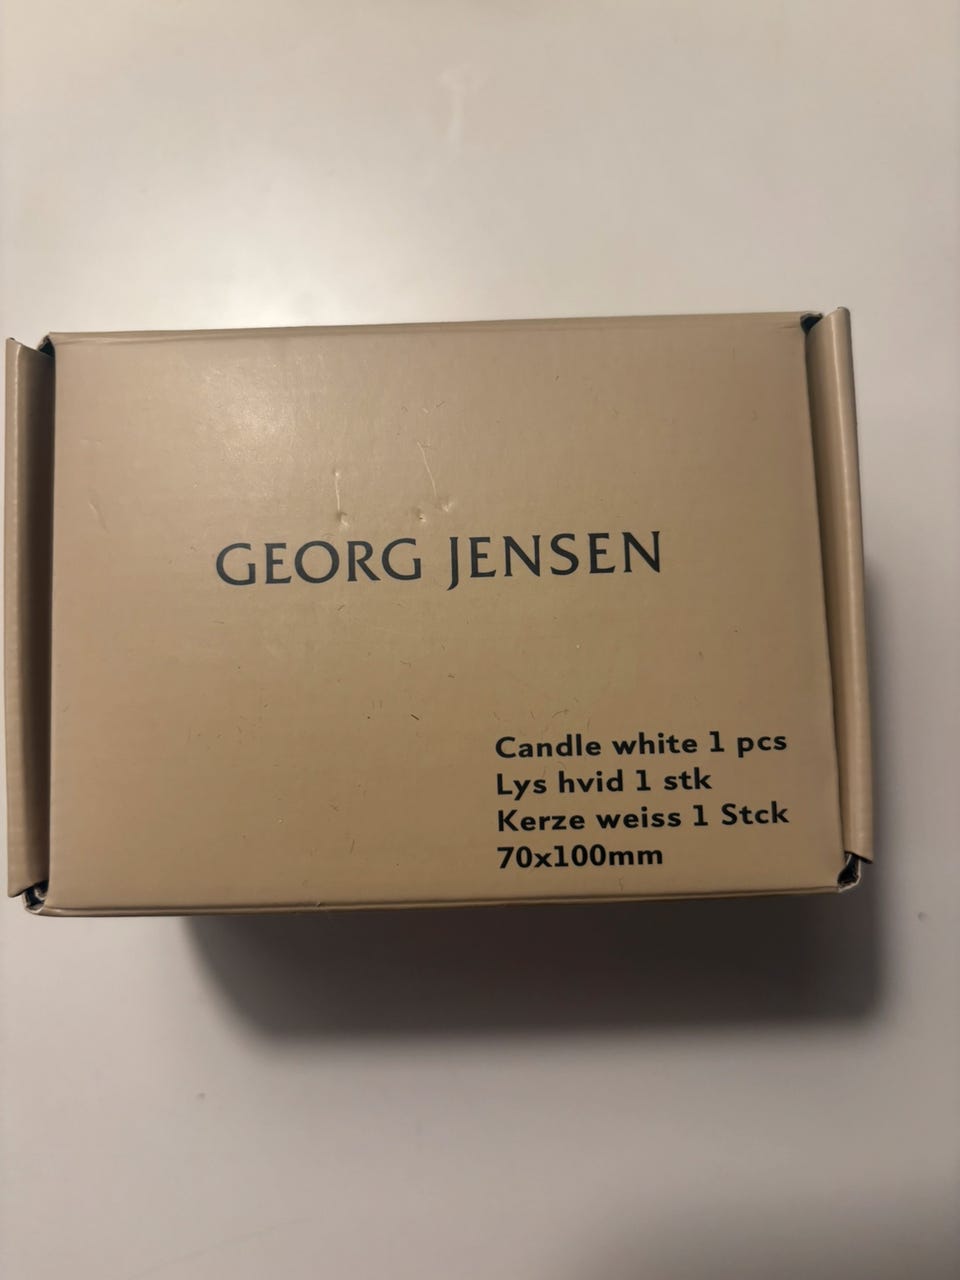 GEORG JENSEN
Candle white 1 pcs
Lys hvid 1 stk
Kerze weiss 1 Stck
70x100mm